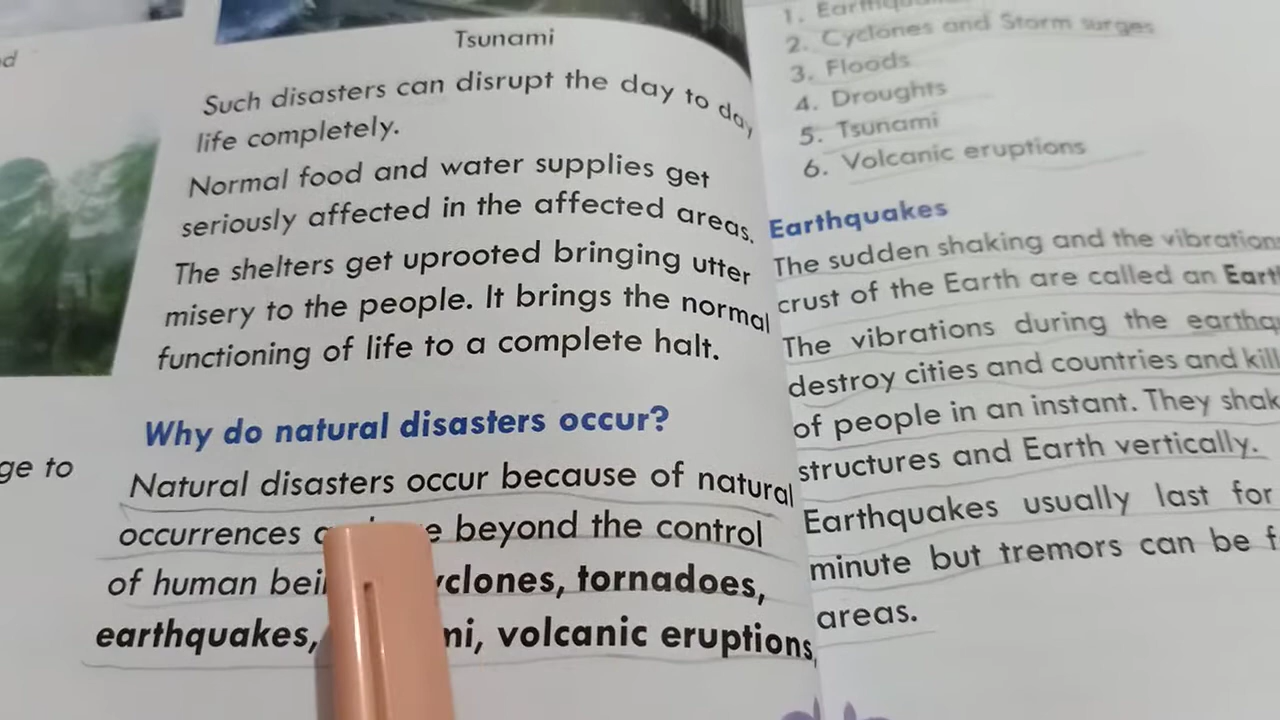 d
Tsunami
Such disasters can disrupt the day to day
life completely.
Normal food and water supplies get
seriously affected in the affected areas.
The shelters get uprooted bringing utter
misery to the people. It brings the normal
functioning of life to a complete halt.
Why do natural disasters occur?
ge to
Natural disasters occur because of natural
occurrences beyond the control
of human tornadoes,
earthquakes, volcanic eruptions,
1.
2. Cyclones and Storm surges
3. Floods
4. Droughts
5. Tsunami
6. Volcanic eruptions
Earthquakes
The sudden shaking and the vibration
crust of the Earth are called an Eart
The vibrations during the earthq
destroy cities and countries and kill
of people in an instant. They shak
structures and Earth vertically.
Earthquakes usually last for
minute but tremors can be f
areas.